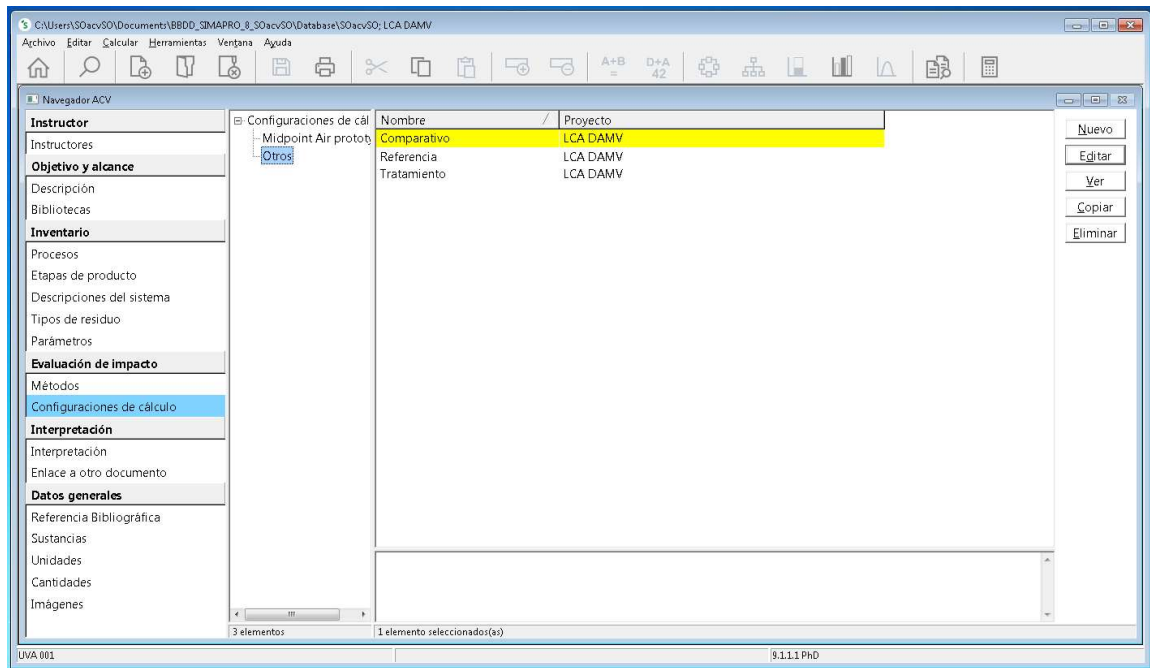 C:\Users\SOacvSO\Documents\BBDD_SIMAPRO_8_SOacvSO\Database\SOacvSO; LCA DAMV
Archivo Editar Calcular Herramientas Ventana Ayuda
A+B
=
D+A
42
Navegador ACV
Instructor
Instructores
Objetivo y alcance
Descripción
Bibliotecas
Inventario
Procesos
Etapas de producto
Descripciones del sistema
Tipos de residuo
Parámetros
Evaluación de impacto
Métodos
Configuraciones de cálculo
Interpretación
Interpretación
Enlace a otro documento
Datos generales
Referencia Bibliográfica
Sustancias
Unidades
Cantidades
Imágenes
Configuraciones de cál
Midpoint Air prototy
Otros
Nombre / Proyecto
Comparativo LCA DAMV
Referencia LCA DAMV
Tratamiento LCA DAMV
Nuevo
Editar
Ver
Copiar
Eliminar
3 elementos
1 elemento seleccionados(as)
UVA 001
9.1.1.1 PhD